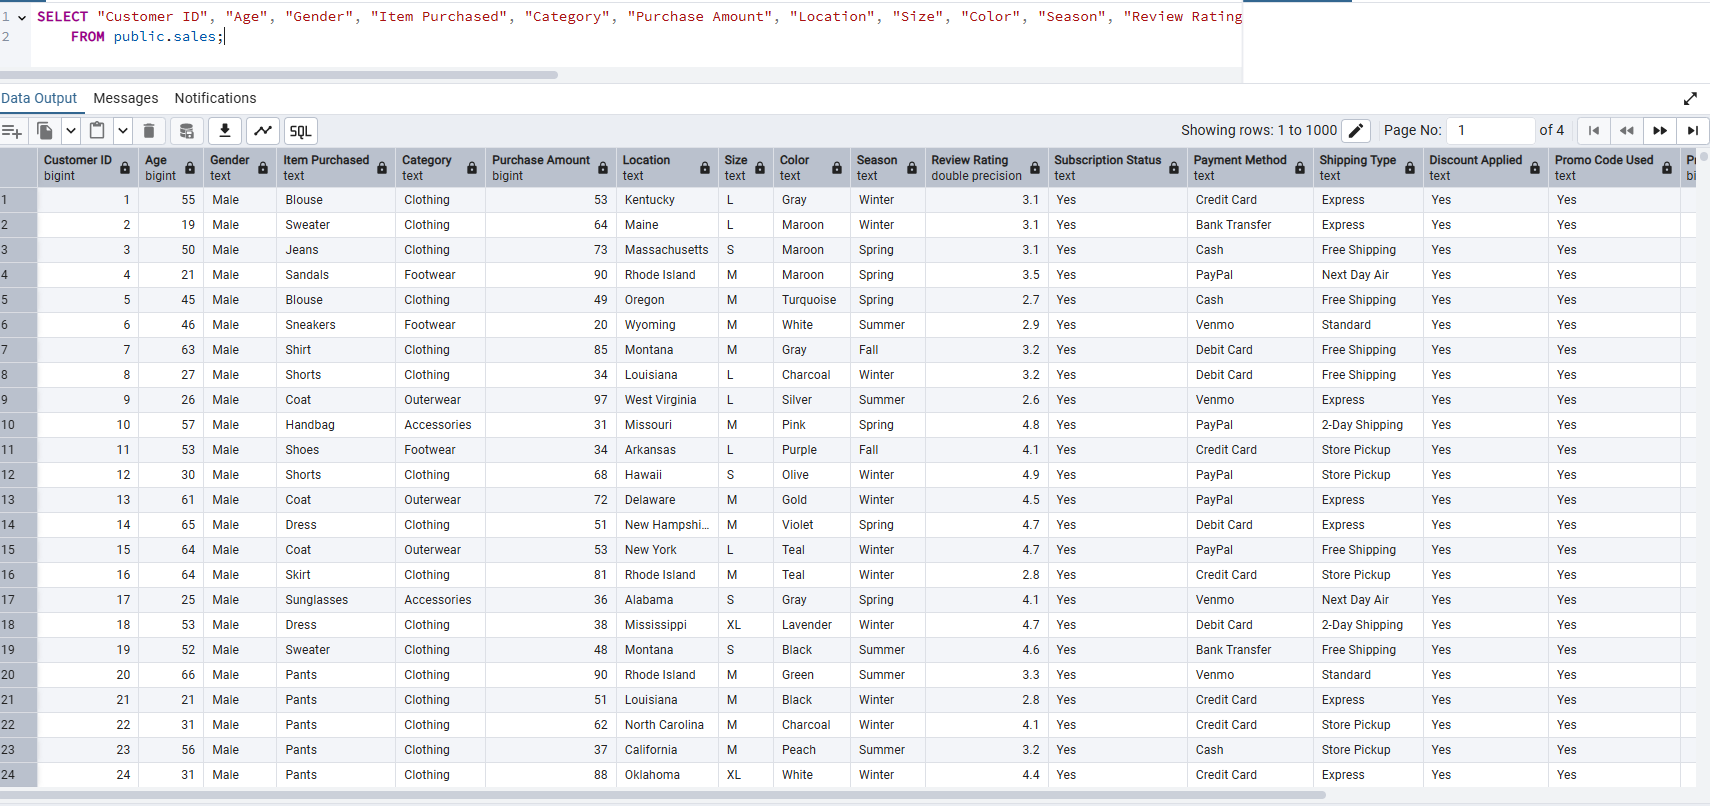 1 SELECT "Customer ID", "Age", "Gender", "Item Purchased", "Category", "Purchase Amount", "Location", "Size", "Color", "Season", "Review Rating
2 FROM public.sales;
Data Output Messages Notifications
SQL Showing rows: 1 to 1000 Page No: 1 of 4
Customer ID Age Gender Item Purchased Category Purchase Amount Location Size Color Season Review Rating Subscription Status Payment Method Shipping Type Discount Applied Promo Code Used P
bigint bigint text text text bigint text text text text double precision text text text text text bi
1 1 55 Male Blouse Clothing 53 Kentucky L Gray Winter 3.1 Yes Credit Card Express Yes Yes
2 2 19 Male Sweater Clothing 64 Maine L Maroon Winter 3.1 Yes Bank Transfer Express Yes Yes
3 3 50 Male Jeans Clothing 73 Massachusetts S Maroon Spring 3.1 Yes Cash Free Shipping Yes Yes
4 4 21 Male Sandals Footwear 90 Rhode Island M Maroon Spring 3.5 Yes PayPal Next Day Air Yes Yes
5 5 45 Male Blouse Clothing 49 Oregon M Turquoise Spring 2.7 Yes Cash Free Shipping Yes Yes
6 6 46 Male Sneakers Footwear 20 Wyoming M White Summer 2.9 Yes Venmo Standard Yes Yes
7 7 63 Male Shirt Clothing 85 Montana M Gray Fall 3.2 Yes Debit Card Free Shipping Yes Yes
8 8 27 Male Shorts Clothing 34 Louisiana L Charcoal Winter 3.2 Yes Debit Card Free Shipping Yes Yes
9 9 26 Male Coat Outerwear 97 West Virginia L Silver Summer 2.6 Yes Venmo Express Yes Yes
10 10 57 Male Handbag Accessories 31 Missouri M Pink Spring 4.8 Yes PayPal 2-Day Shipping Yes Yes
11 11 53 Male Shoes Footwear 34 Arkansas L Purple Fall 4.1 Yes Credit Card Store Pickup Yes Yes
12 12 30 Male Shorts Clothing 68 Hawaii S Olive Winter 4.9 Yes PayPal Store Pickup Yes Yes
13 13 61 Male Coat Outerwear 72 Delaware M Gold Winter 4.5 Yes PayPal Express Yes Yes
14 14 65 Male Dress Clothing 51 New Hampshi... M Violet Spring 4.7 Yes Debit Card Express Yes Yes
15 15 64 Male Coat Outerwear 53 New York L Teal Winter 4.7 Yes PayPal Free Shipping Yes Yes
16 16 64 Male Skirt Clothing 81 Rhode Island M Teal Winter 2.8 Yes Credit Card Store Pickup Yes Yes
17 17 25 Male Sunglasses Accessories 36 Alabama S Gray Spring 4.1 Yes Venmo Next Day Air Yes Yes
18 18 53 Male Dress Clothing 38 Mississippi XL Lavender Winter 4.7 Yes Debit Card 2-Day Shipping Yes Yes
19 19 52 Male Sweater Clothing 48 Montana S Black Summer 4.6 Yes Bank Transfer Free Shipping Yes Yes
20 20 66 Male Pants Clothing 90 Rhode Island M Green Summer 3.3 Yes Venmo Standard Yes Yes
21 21 21 Male Pants Clothing 51 Louisiana M Black Winter 2.8 Yes Credit Card Express Yes Yes
22 22 31 Male Pants Clothing 62 North Carolina M Charcoal Winter 4.1 Yes Credit Card Store Pickup Yes Yes
23 23 56 Male Pants Clothing 37 California M Peach Summer 3.2 Yes Cash Store Pickup Yes Yes
24 24 31 Male Pants Clothing 88 Oklahoma XL White Winter 4.4 Yes Credit Card Express Yes Yes